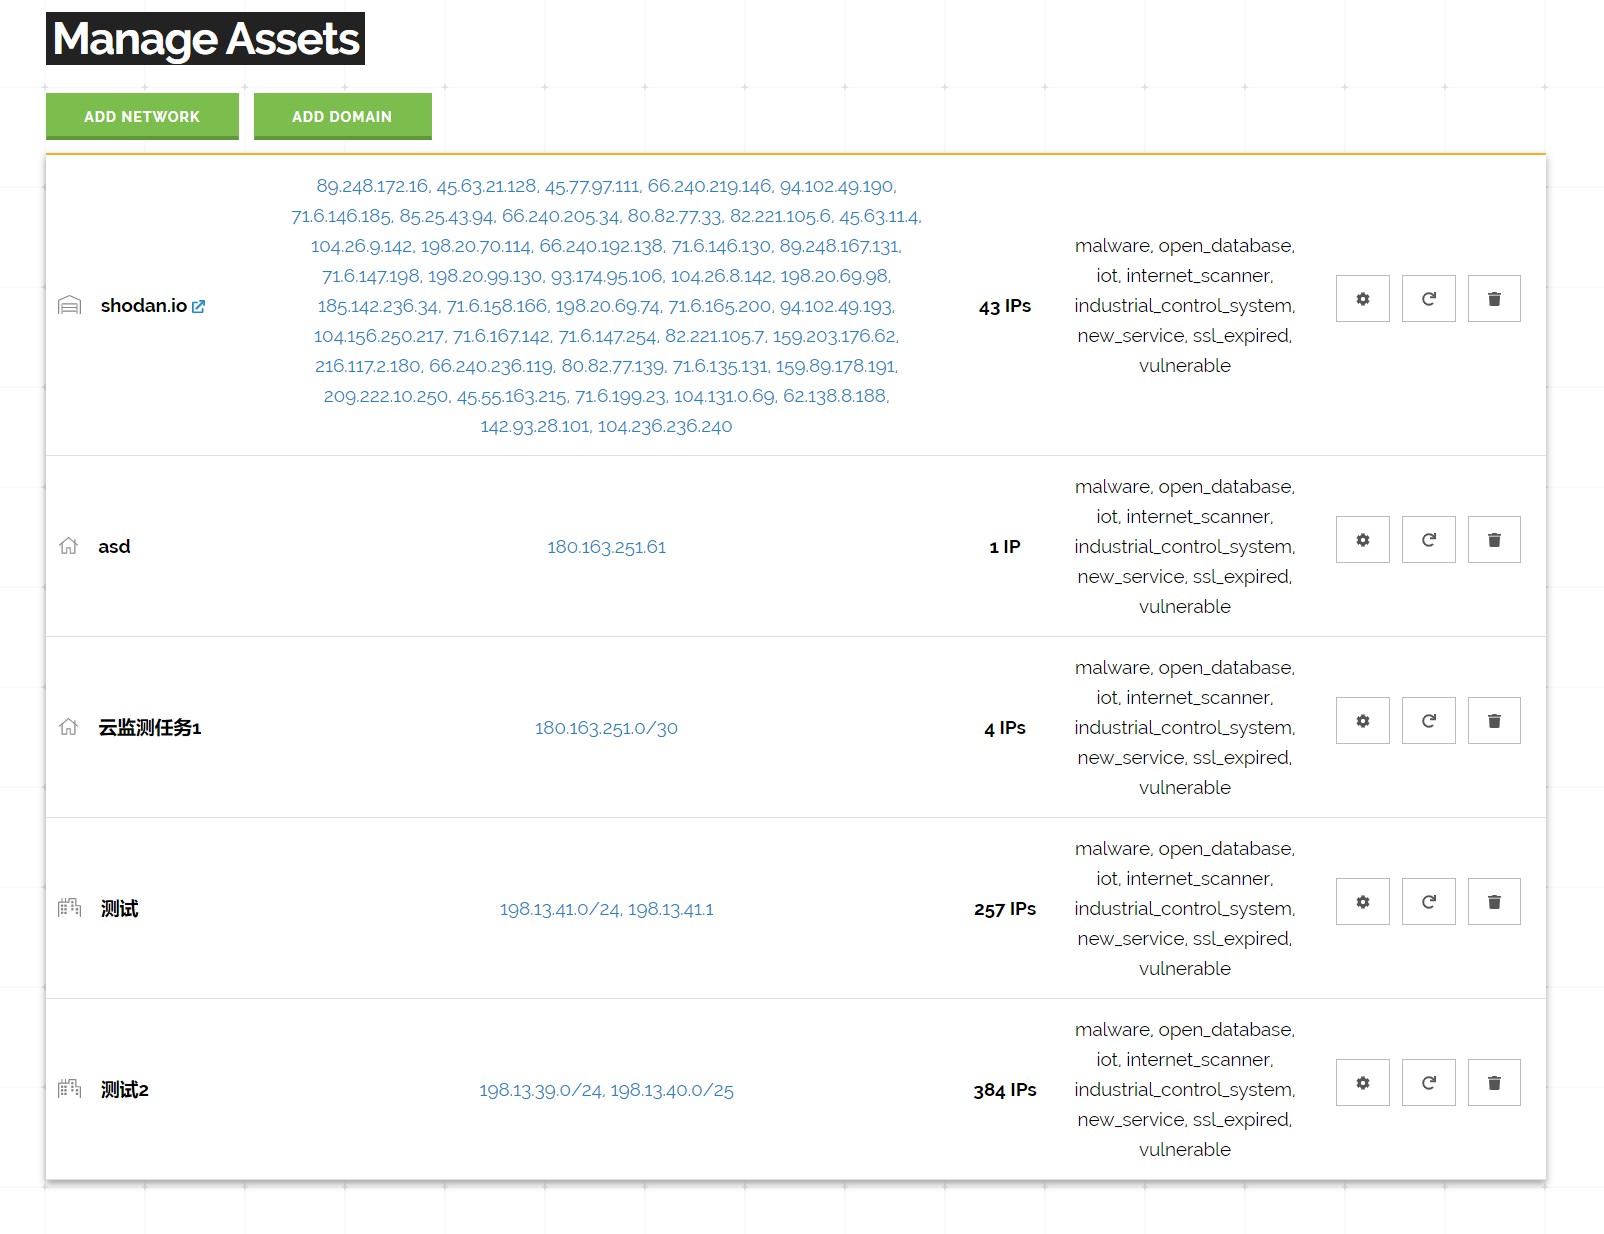 Manage Assets
ADD NETWORK ADD DOMAIN
shodan.io
89.248.172.16, 45.63.21.128, 45.77.97.111, 66.240.219.146, 94.102.49.190,
71.6.146.185, 85.25.43.94, 66.240.205.34, 80.82.77.33, 82.221.105.6, 45.63.11.4,
104.26.9.142, 198.20.70.114, 66.240.192.138, 71.6.146.130, 89.248.167.131,
71.6.147.198, 198.20.99.130, 93.174.95.106, 104.26.8.142, 198.20.69.98,
185.142.236.34, 71.6.158.166, 198.20.69.74, 71.6.165.200, 94.102.49.193,
104.156.250.217, 71.6.167.142, 71.6.147.254, 82.221.105.7, 159.203.176.62,
216.117.2.180, 66.240.236.119, 80.82.77.139, 71.6.135.131, 159.89.178.191,
209.222.10.250, 45.55.163.215, 71.6.199.23, 104.131.0.69, 62.138.8.188,
142.93.28.101, 104.236.236.240
43 IPs
malware, open_database,
iot, internet_scanner,
industrial_control_system,
new_service, ssl_expired,
vulnerable
asd
180.163.251.61
1 IP
malware, open_database,
iot, internet_scanner,
industrial_control_system,
new_service, ssl_expired,
vulnerable
云监测任务1
180.163.251.0/30
4 IPs
malware, open_database,
iot, internet_scanner,
industrial_control_system,
new_service, ssl_expired,
vulnerable
测试
198.13.41.0/24, 198.13.41.1
257 IPs
malware, open_database,
iot, internet_scanner,
industrial_control_system,
new_service, ssl_expired,
vulnerable
测试2
198.13.39.0/24, 198.13.40.0/25
384 IPs
malware, open_database,
iot, internet_scanner,
industrial_control_system,
new_service, ssl_expired,
vulnerable